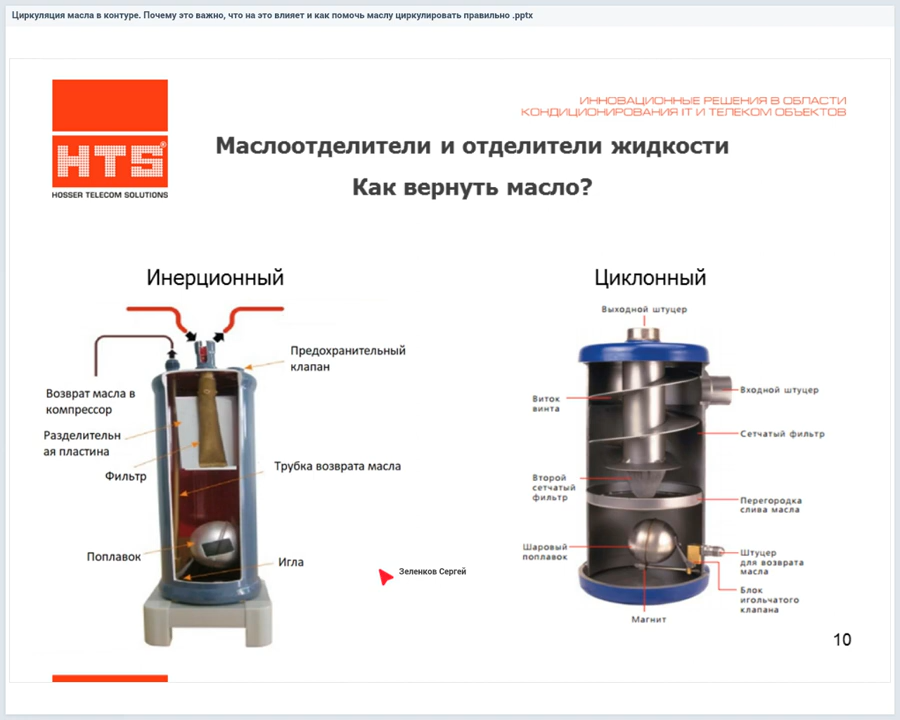 Циркуляция масла в контуре. Почему это важно, что на это влияет и как помочь маслу циркулировать правильно .pptx
ИННОВАЦИОННЫЕ РЕШЕНИЯ В ОБЛАСТИ
КОНДИЦИОНИРОВАНИЯ IT И ТЕЛЕКОМ ОБЪЕКТОВ
HTS®
HOSSER TELECOM SOLUTIONS
Маслоотделители и отделители жидкости
Как вернуть масло?
Инерционный
Предохранительный
клапан
Возврат масла в
компрессор
Разделительн
ая пластина
Фильтр
Трубка возврата масла
Поплавок
Игла
Зеленков Сергей
Циклонный
Выходной штуцер
Входной штуцер
Виток
винта
Сетчатый фильтр
Второй
сетчатый
фильтр
Перегородка
слива масла
Шаровый
поплавок
Штуцер
для возврата
масла
Блок
игольчатого
клапана
Магнит
10